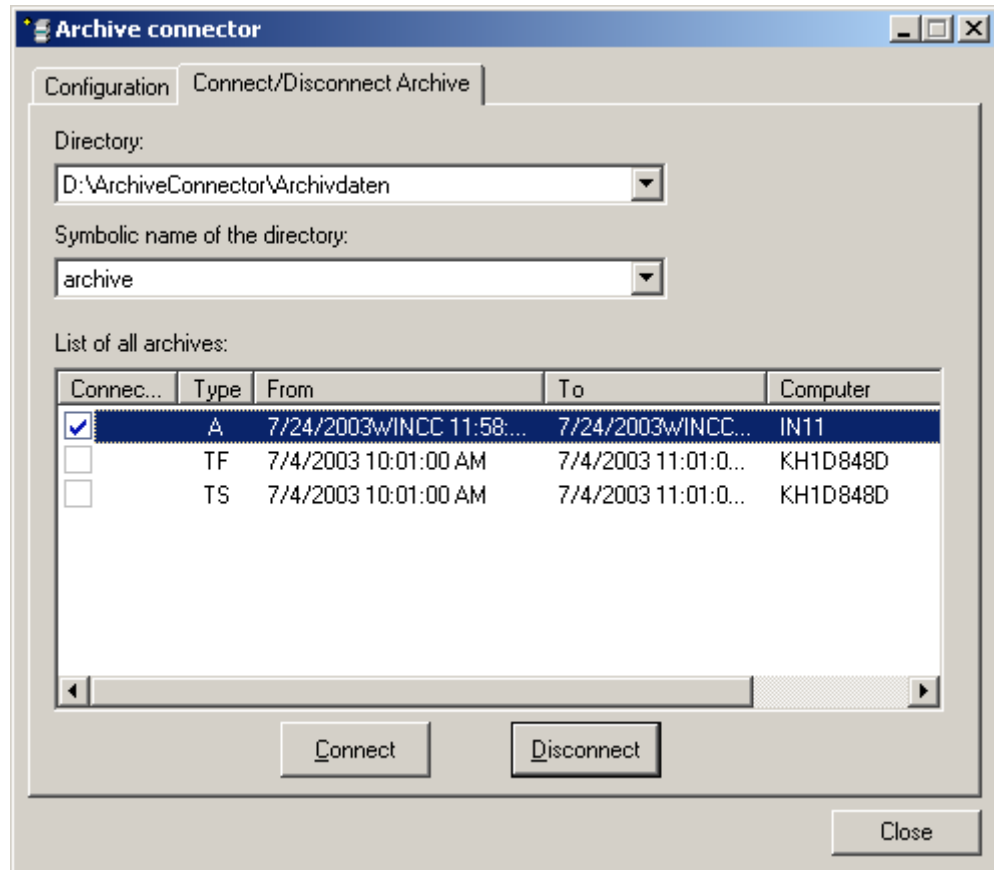 Archive connector
Configuration Connect/Disconnect Archive
Directory:
D:\ArchiveConnector\Archivdaten
Symbolic name of the directory:
archive
List of all archives:
Connec... Type From To Computer
A 7/24/2003WINCC 11:58:... 7/24/2003WINCC... IN11
TF 7/4/2003 10:01:00 AM 7/4/2003 11:01:0... KH1D848D
TS 7/4/2003 10:01:00 AM 7/4/2003 11:01:0... KH1D848D
Connect Disconnect
Close